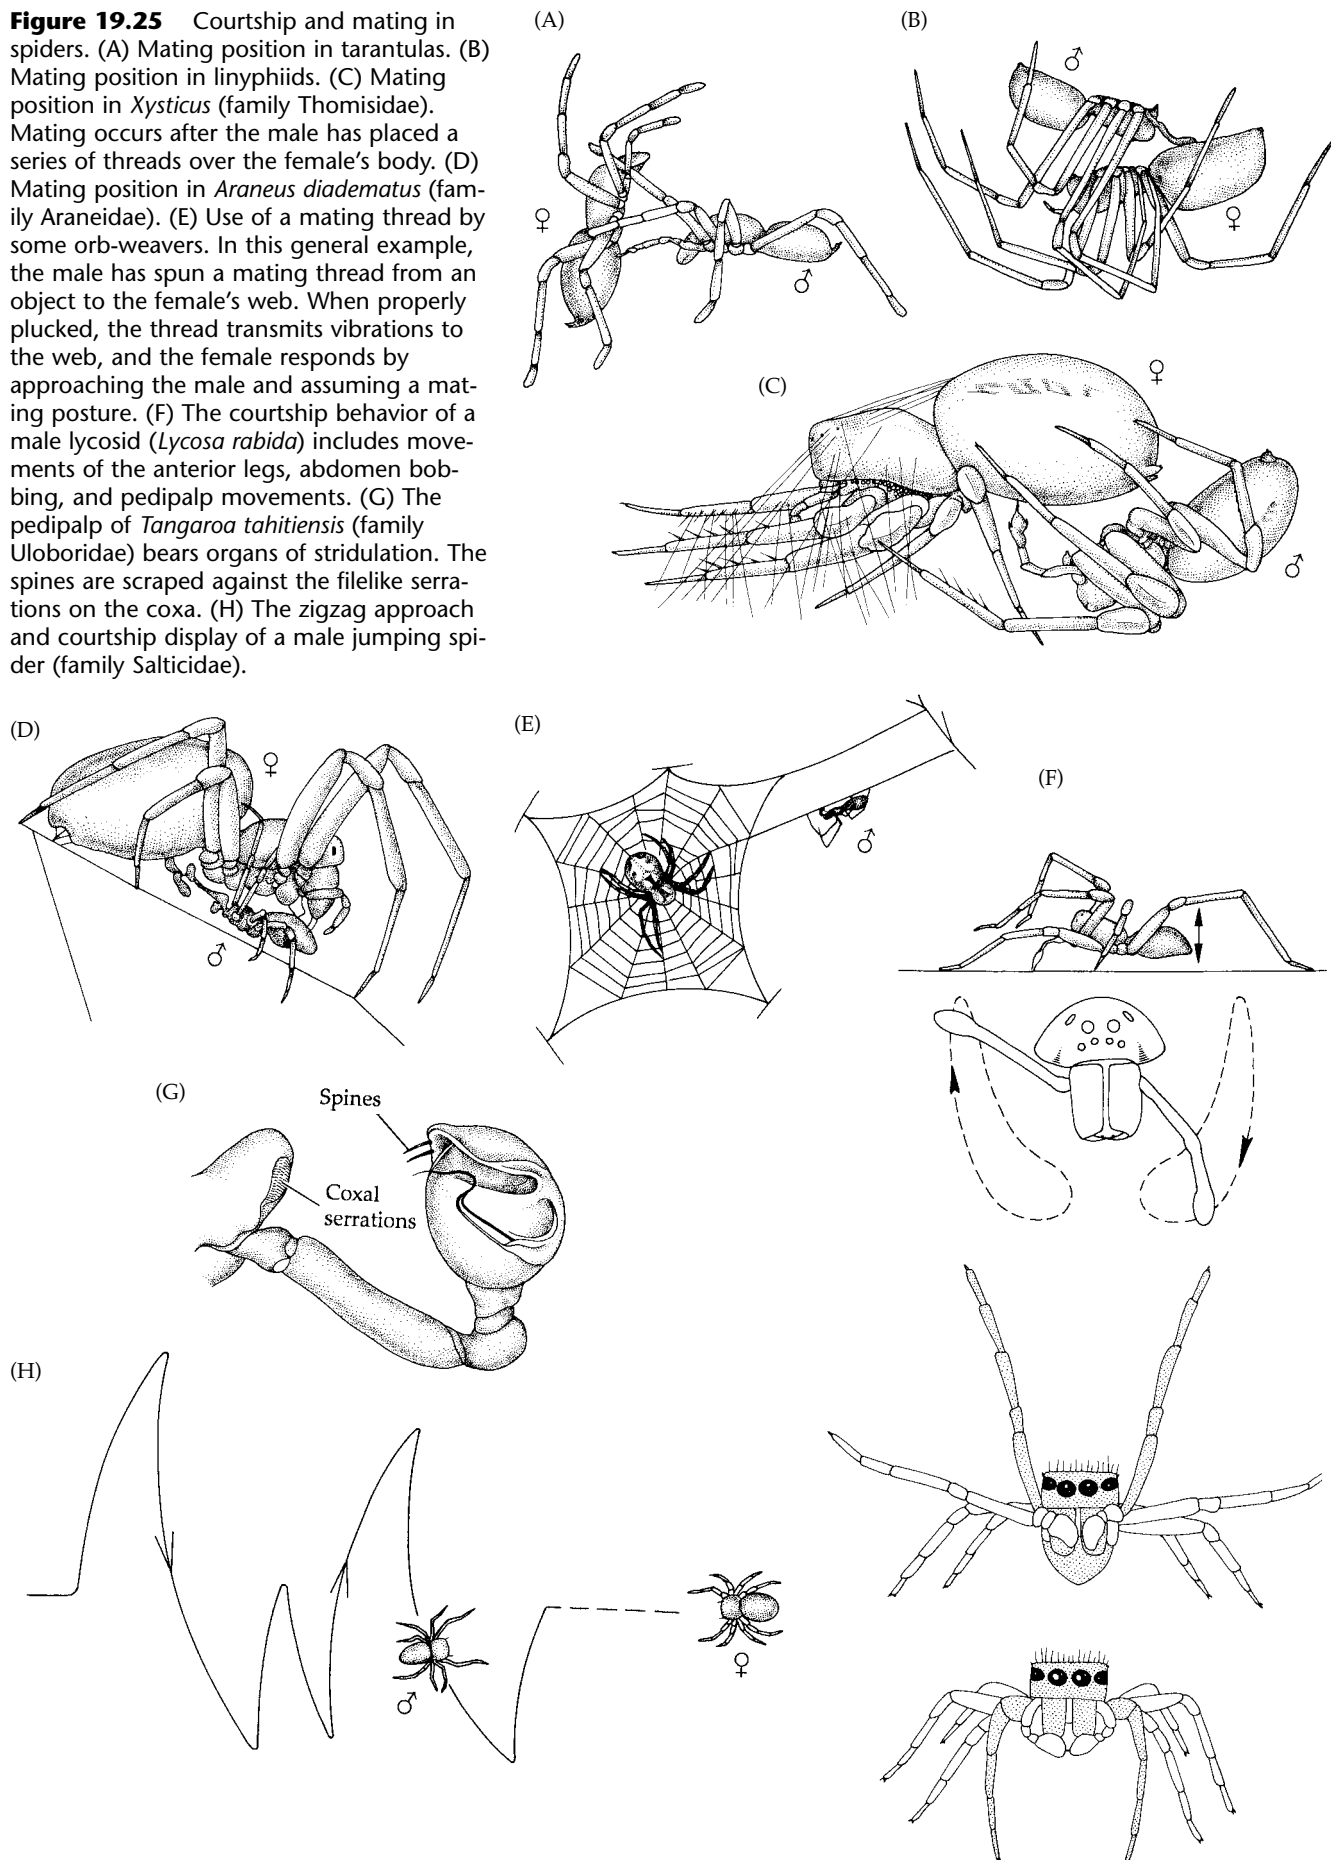 Figure 19.25 Courtship and mating in
spiders. (A) Mating position in tarantulas. (B)
Mating position in linyphiids. (C) Mating
position in Xysticus (family Thomisidae).
Mating occurs after the male has placed a
series of threads over the female's body. (D)
Mating position in Araneus diadematus (fam-
ily Araneidae). (E) Use of a mating thread by
some orb-weavers. In this general example,
the male has spun a mating thread from an
object to the female's web. When properly
plucked, the thread transmits vibrations to
the web, and the female responds by
approaching the male and assuming a mat-
ing posture. (F) The courtship behavior of a
male lycosid (Lycosa rabida) includes move-
ments of the anterior legs, abdomen bob-
bing, and pedipalp movements. (G) The
pedipalp of Tangaroa tahitiensis (family
Uloboridae) bears organs of stridulation. The
spines are scraped against the filelike serra-
tions on the coxa. (H) The zigzag approach
and courtship display of a male jumping spi-
der (family Salticidae).
(A)
♀
♂
(B)
♂
♀
(C)
♀
♂
(D)
♀
♂
(E)
♂
(F)
(G)
Spines
Coxal
serrations
(H)
♂
♀